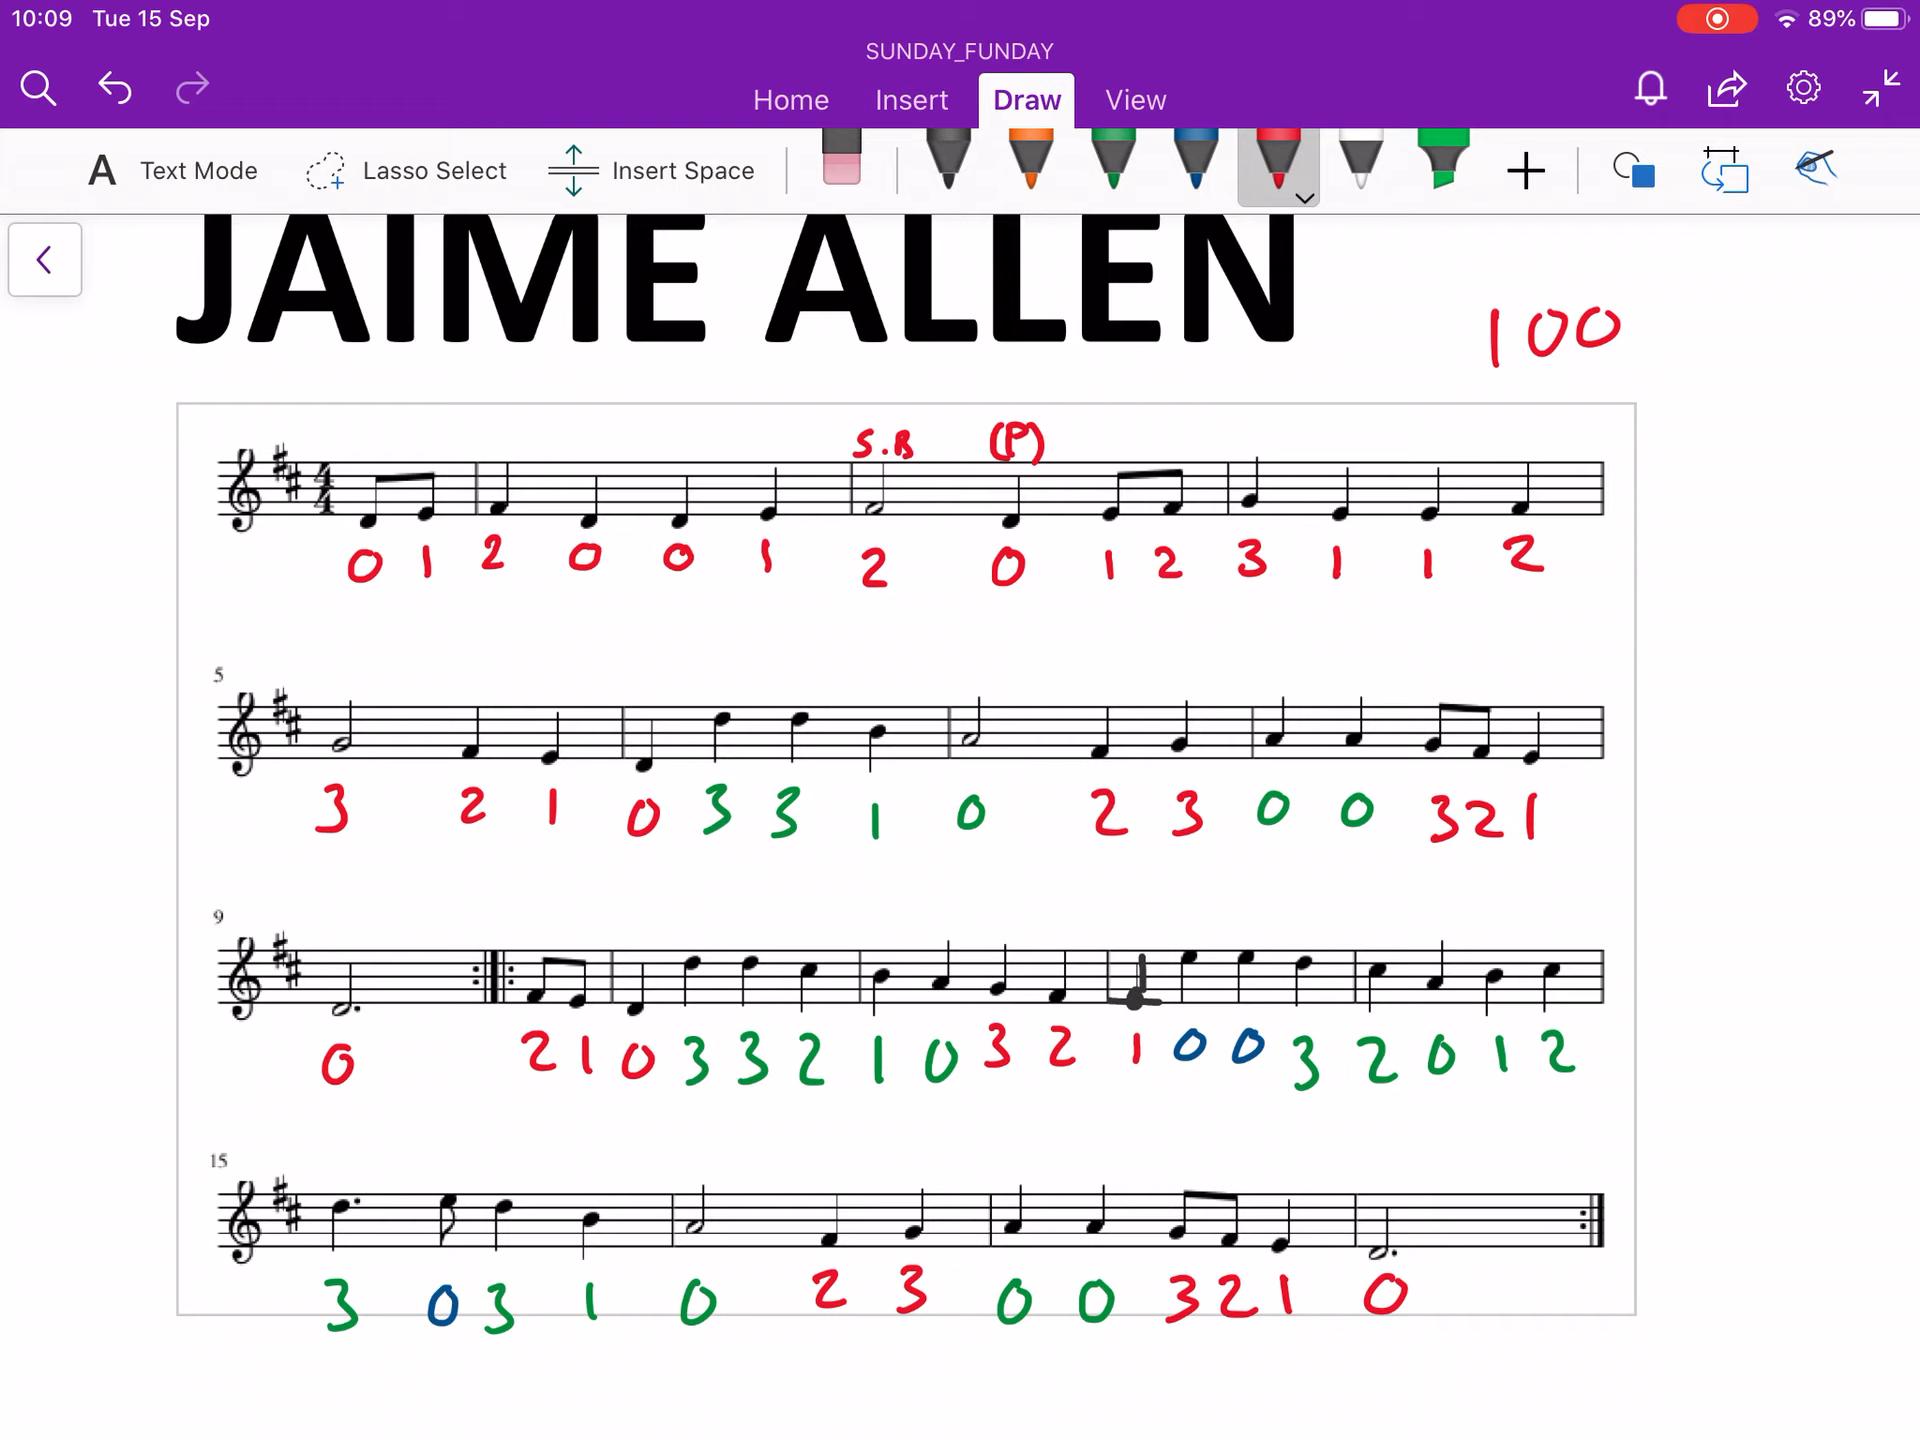 10:09 Tue 15 Sep 89%
SUNDAY_FUNDAY
Home Insert Draw View
A Text Mode Lasso Select Insert Space
JAIME ALLEN
100
S.B (P)
4
4
0 1 2 0 0 1 2 0 1 2 3 1 1 2
5
3 2 1 0 3 3 1 0 2 3 0 0 3 2 1
9
0 2 1 0 3 3 2 1 0 3 2 1 0 0 3 2 0 1 2
15
3 0 3 1 0 2 3 0 0 3 2 1 0